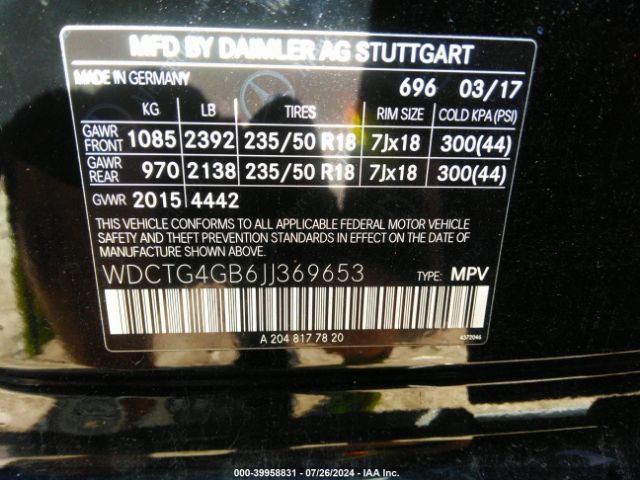 MFD BY DAIMLER AG STUTTGART
MADE IN GERMANY 696 03/17
KG LB TIRES RIM SIZE COLD KPA(PSI)
GAWR FRONT 1085 2392 235/50 R18 7Jx18 300(44)
GAWR REAR 970 2138 235/50 R18 7Jx18 300(44)
GVWR 2015 4442
THIS VEHICLE CONFORMS TO ALL APPLICABLE FEDERAL MOTOR VEHICLE
SAFETY AND THEFT PREVENTION STANDARDS IN EFFECT ON THE DATE OF
MANUFACTURE SHOWN ABOVE.
WDCTG4GB6JJ369653 TYPE: MPV
A 204 817 78 20
4372046
© - 39958831 - 07/26/2024 - IAA Inc.